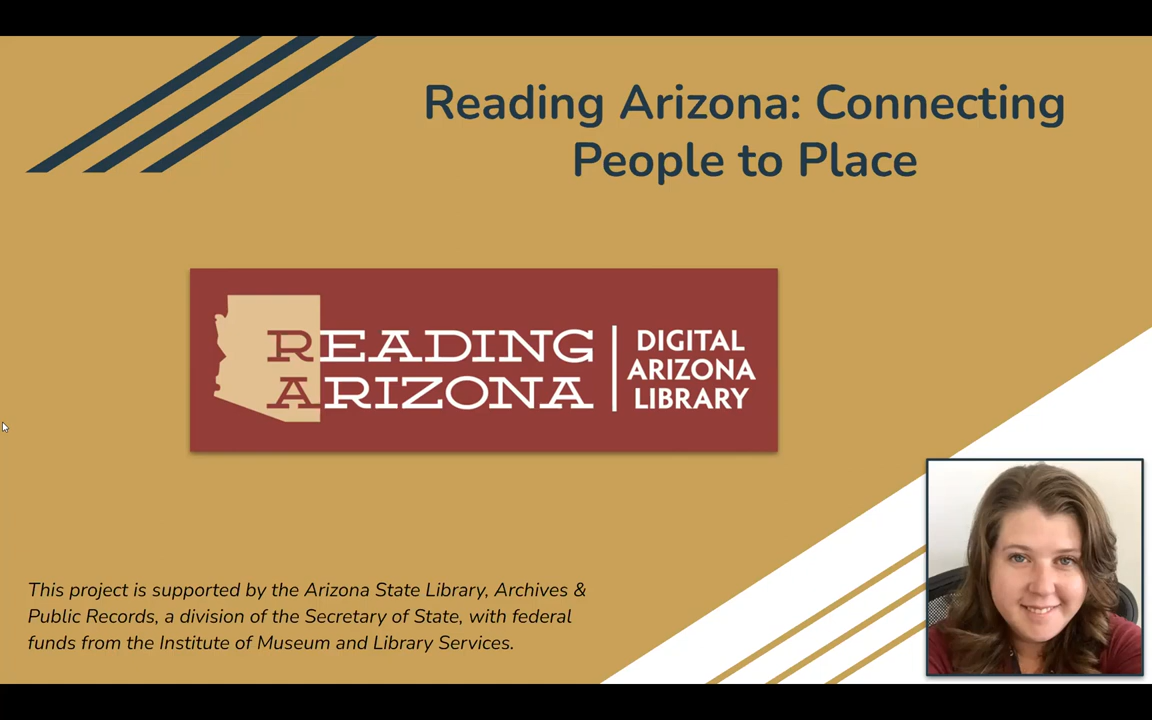 Reading Arizona: Connecting
People to Place
READING
ARIZONA
DIGITAL
ARIZONA
LIBRARY
This project is supported by the Arizona State Library, Archives &
Public Records, a division of the Secretary of State, with federal
funds from the Institute of Museum and Library Services.